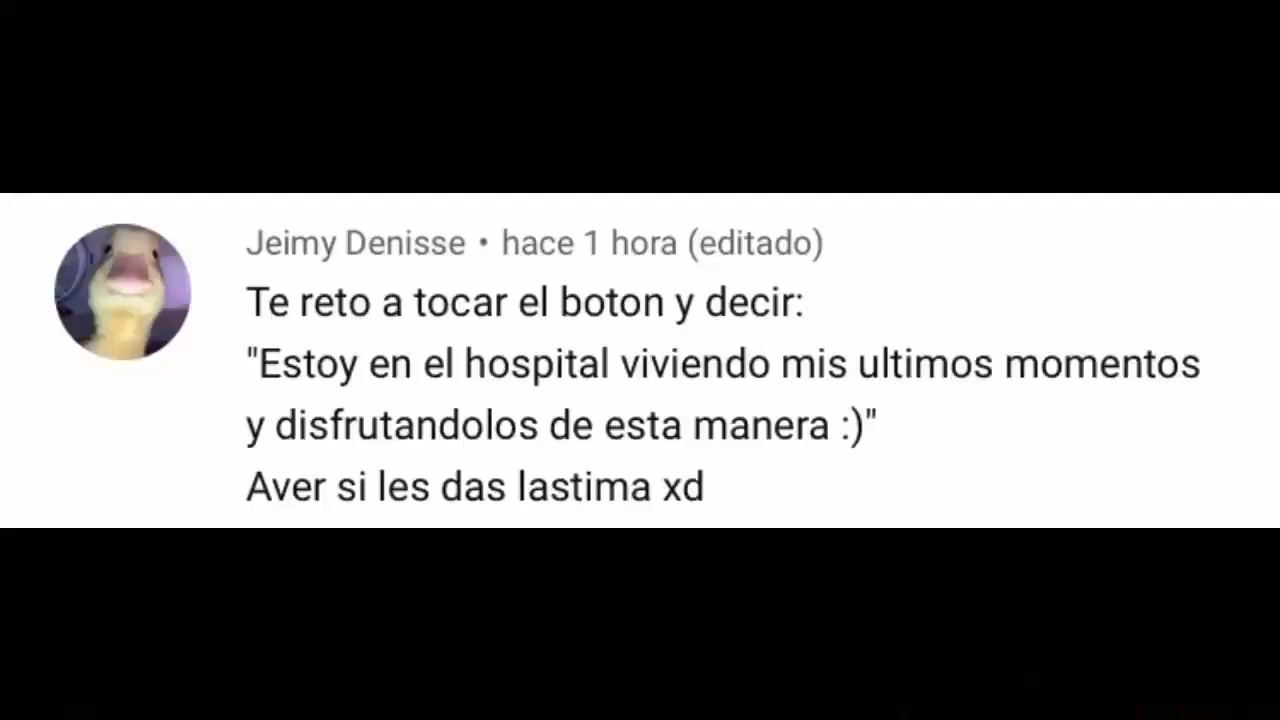 Jeimy Denisse • hace 1 hora (editado)
Te reto a tocar el boton y decir:
"Estoy en el hospital viviendo mis ultimos momentos
y disfrutandolos de esta manera :)"
Aver si les das lastima xd